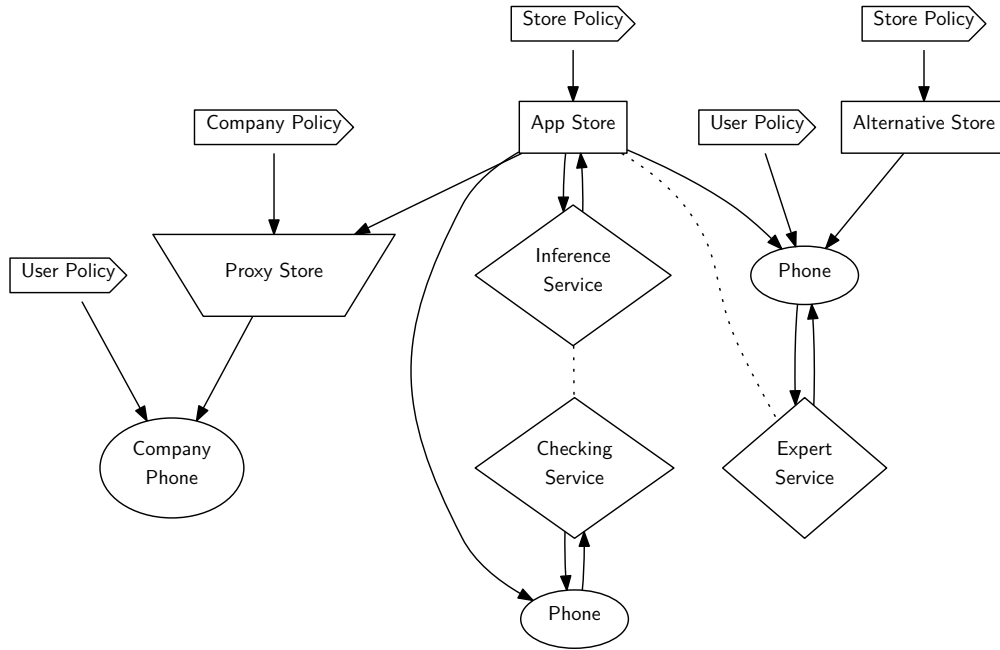 Store Policy
Store Policy
Company Policy
App Store
User Policy
Alternative Store
User Policy
Proxy Store
Inference
Service
Phone
Company
Phone
Checking
Service
Expert
Service
Phone